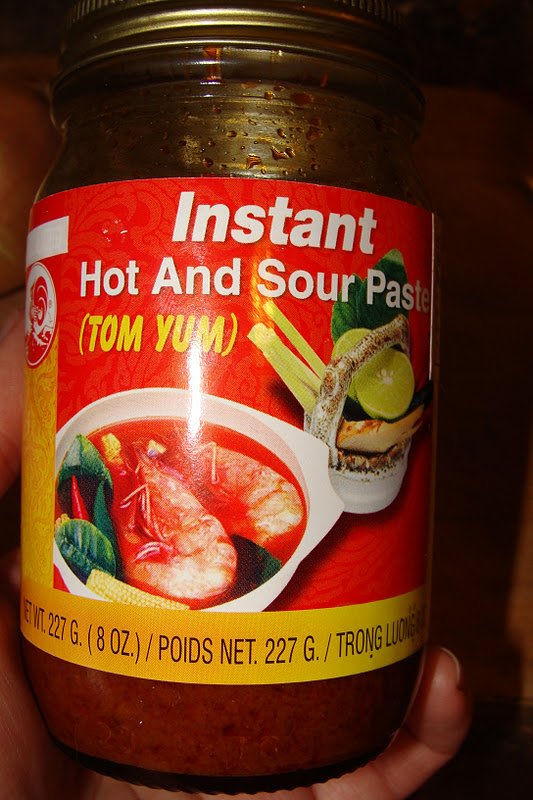 Instant
Hot And Sour Paste
(TOM YUM)
NET WT. 227 G. ( 8 OZ.) / POIDS NET. 227 G. / TRỌNG LƯỢNG